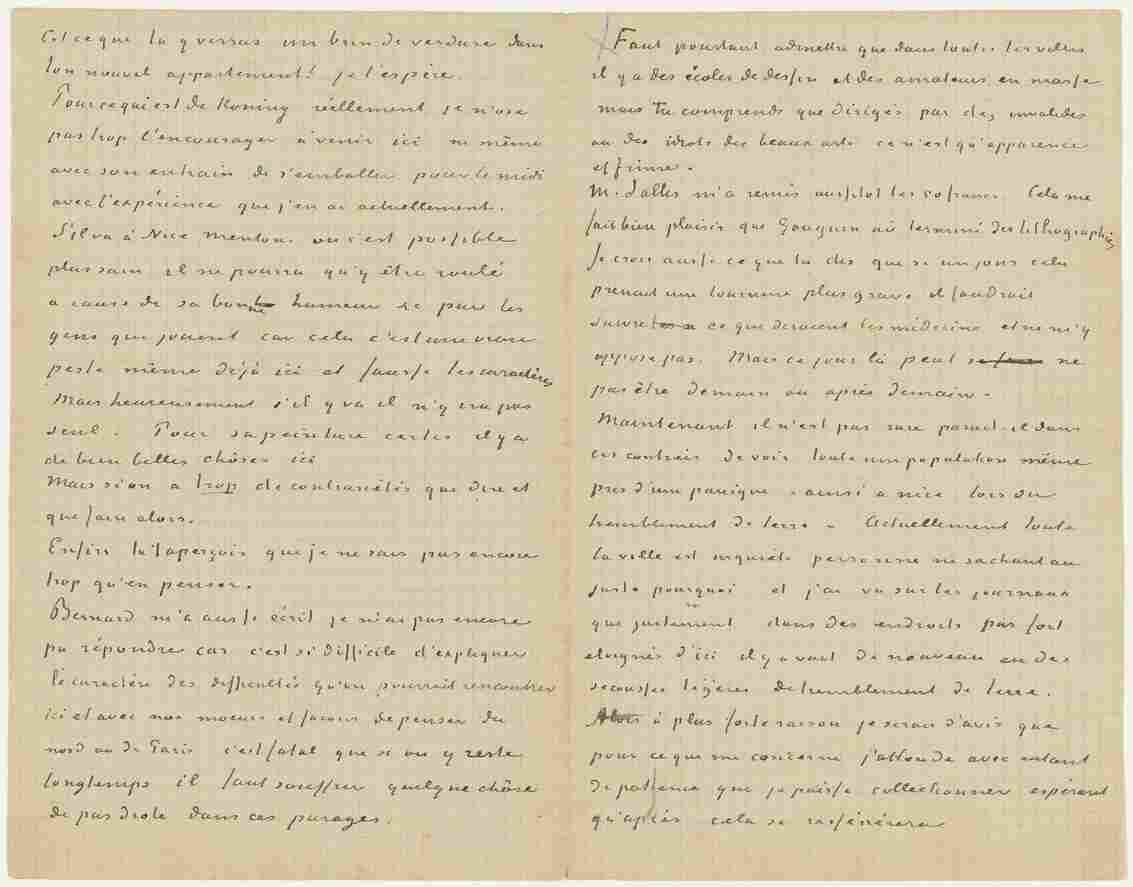 Est ce que tu y verras un brin de verdure dans
ton nouvel appartement? je l'espère.
Pour ce qui est de Koning réellement je n'ose
pas trop l'encourager à venir ici ni même
avec son entrain de s'emballer pour le midi
avec l'expérience que j'en ai actuellement.
S'il va à Nice Menton. où c'est possible
plus sain il ne pourra qu'y être roulé
a cause de sa bonne humeur &c par les
gens qui jouent car cela c'est une vraie
peste même déjà ici et fausse les caractères
Mais heureusement s'il y va il n'y ira pas
seul. Pour sa peinture certes il y a
de bien belles chôses ici
Mais si on a trop de contrariétés que dire et
que faire alors.
Enfin tu t'aperçois que je ne sais pas encore
trop qu'en penser.
Bernard m'a aussi écrit je n'ai pas encore
pu répondre car c'est si difficile d'expliquer
le caractère des difficultés qu'on pourrait rencontrer
ici et avec nos moeurs et façons de penser du
nord ou de Paris c'est fatal que si on y reste
longtemps il faut souffrir quelque chôse
de pas drole dans ces parages.
Faut pourtant admettre que dans toutes les villes
il y a des écoles de dessin et des amateurs en masse
mais tu comprends que dirigés par des invalides
ou des idiots des beaux arts ce n'est qu'apparence
et frime.
M. Salles m'a remis aussitot les 50 francs. Cela me
fait bien plaisir que Gauguin ait terminé des lithographies
Je crois aussi ce que tu dis que si un jour cela
prenait une tournure plus grave il faudrait
suivre ce que diraient les médecins et ne m'y
oppose pas. Mais ce jour là peut ne
pas être demain ou après demain.
Maintenant il n'est pas rare parait-il dans
ces contrées de voir toute une population même
pris d'une panique. ainsi a nice lors du
tremblement de terre. Actuellement toute
la ville est inquiète personne ne sachant au
juste pourquoi et j'ai vu sur les journaux
que justement dans des endroits pas fort
eloignés d'ici il y avait de nouveau eu des
secousses légères de tremblement de terre.
à plus forte raison je serais d'avis que
pour ce que me concerne j'attende avec autant
de patience que je puisse collectionner espérant
qu'après cela se